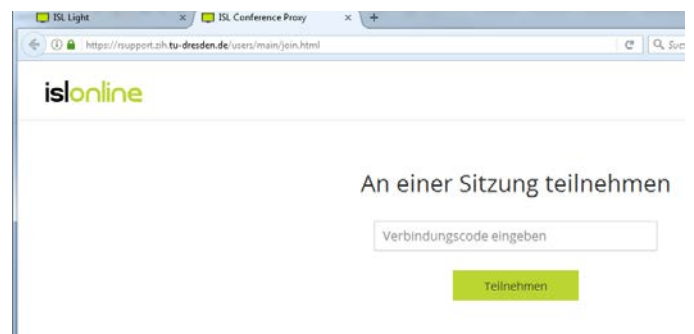 ISL Light
ISL Conference Proxy
https://rsupport.zih.tu-dresden.de/users/main/join.html
islonline
An einer Sitzung teilnehmen
Verbindungscode eingeben
Teilnehmen